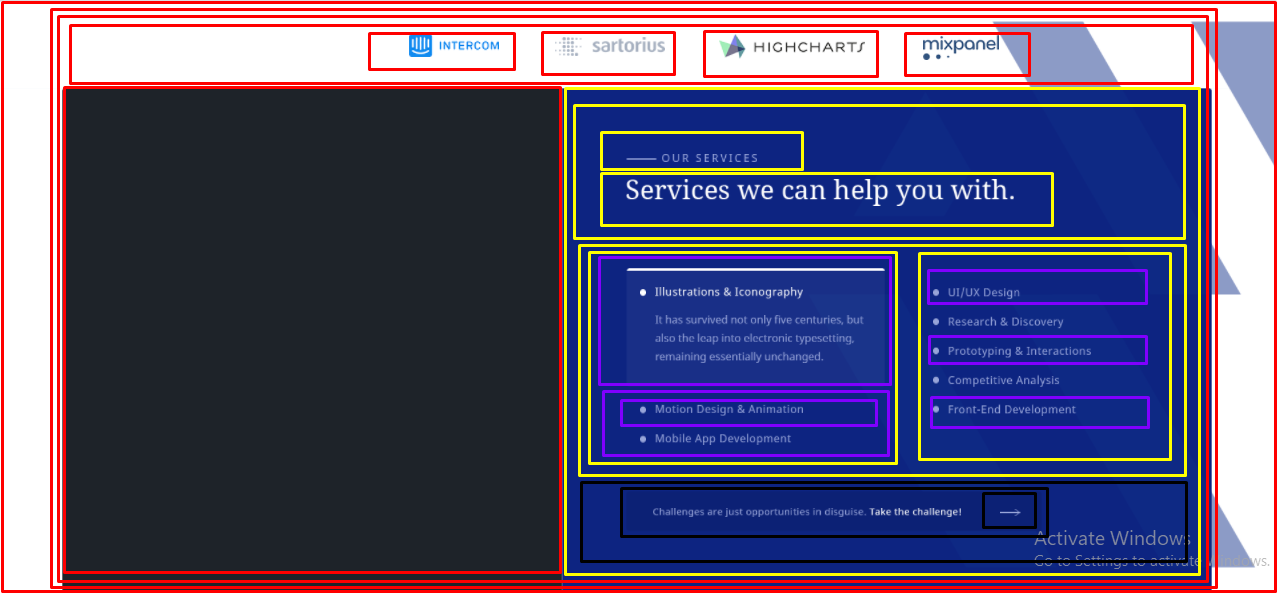 INTERCOM sartorius HIGHCHARTS mixpanel
OUR SERVICES
Services we can help you with.
Illustrations & Iconography
It has survived not only five centuries, but
also the leap into electronic typesetting,
remaining essentially unchanged.
Motion Design & Animation
Mobile App Development
UI/UX Design
Research & Discovery
Prototyping & Interactions
Competitive Analysis
Front-End Development
Challenges are just opportunities in disguise. Take the challenge!
Activate Windows
Go to Settings to activate Windows.